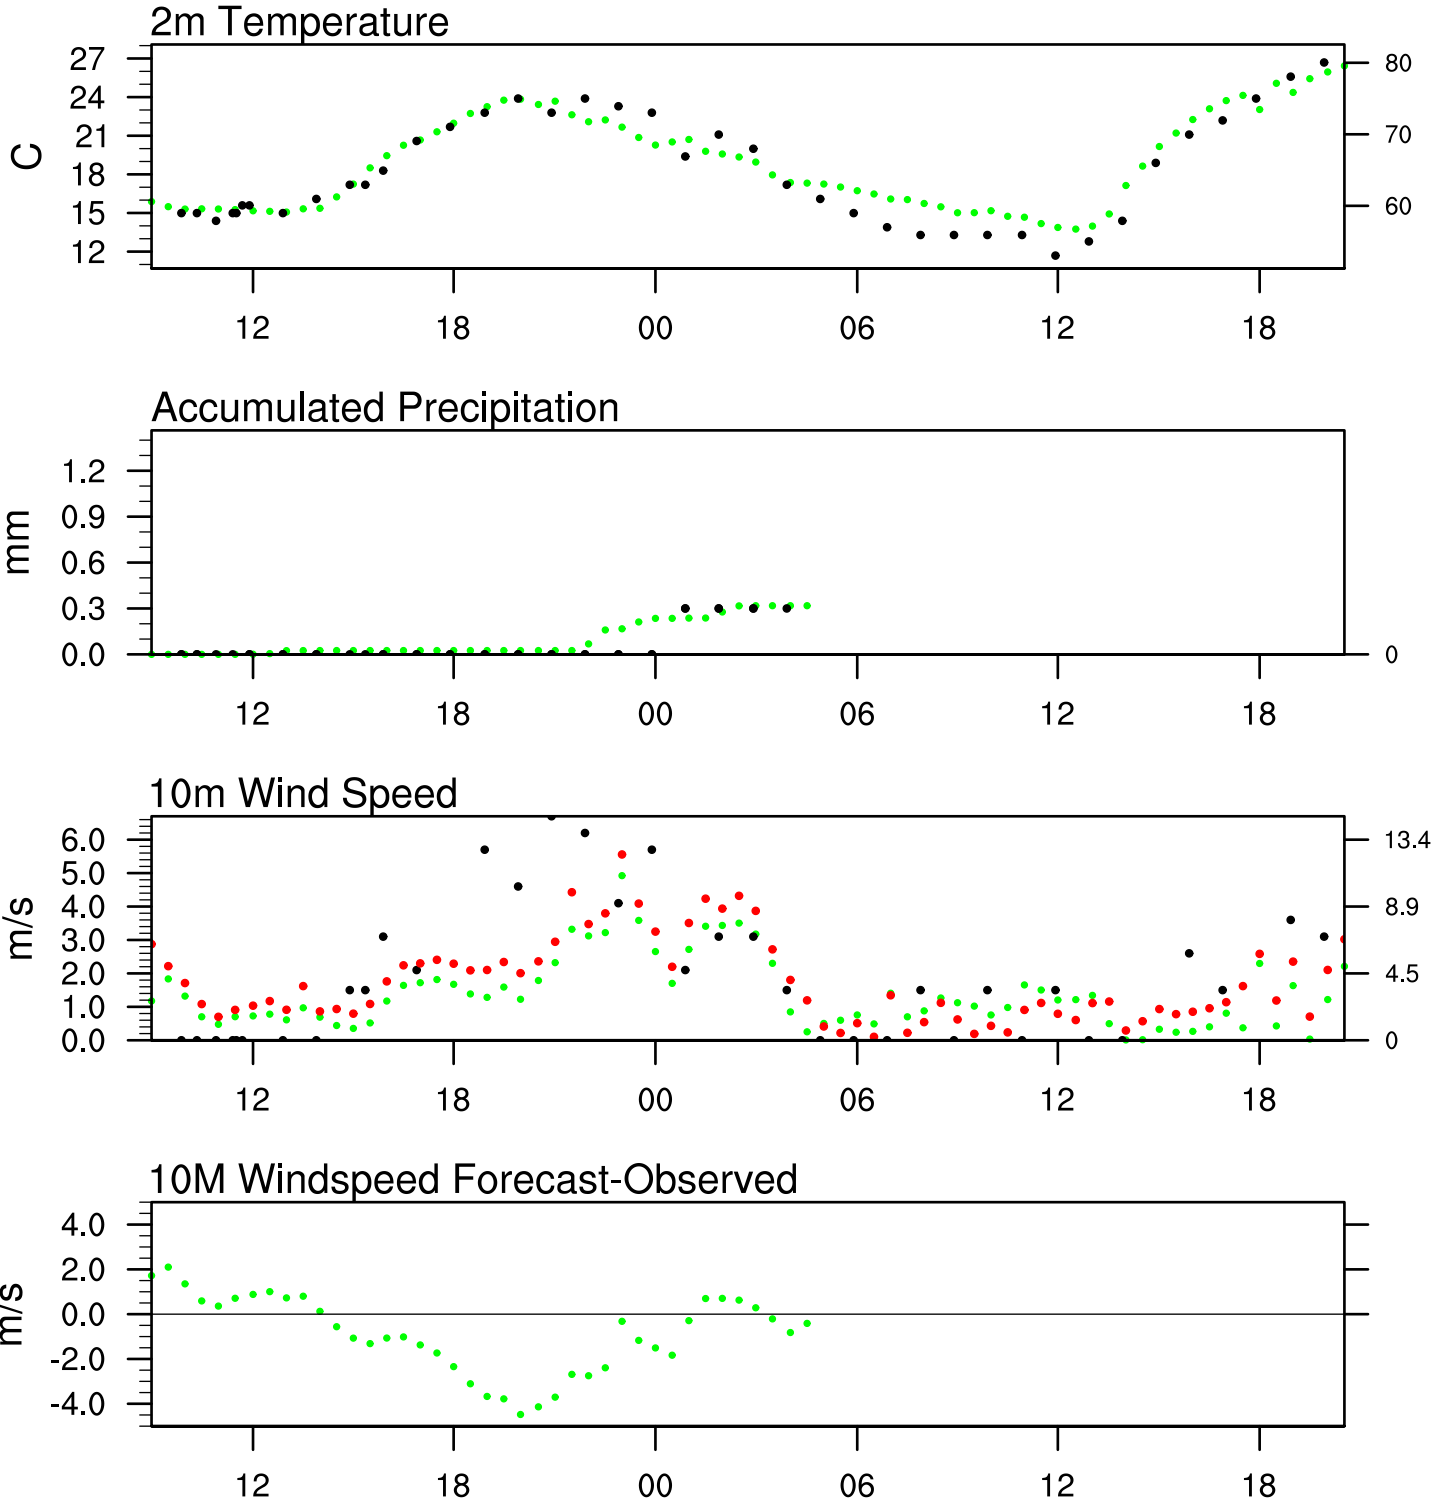 2m Temperature
27
24
21
18
15
12
C
80
70
60
12 18 00 06 12 18
Accumulated Precipitation
1.2
0.9
0.6
0.3
0.0
mm
0
12 18 00 06 12 18
10m Wind Speed
6.0
5.0
4.0
3.0
2.0
1.0
0.0
m/s
13.4
8.9
4.5
0
12 18 00 06 12 18
10M Windspeed Forecast-Observed
4.0
2.0
0.0
-2.0
-4.0
m/s
12 18 00 06 12 18